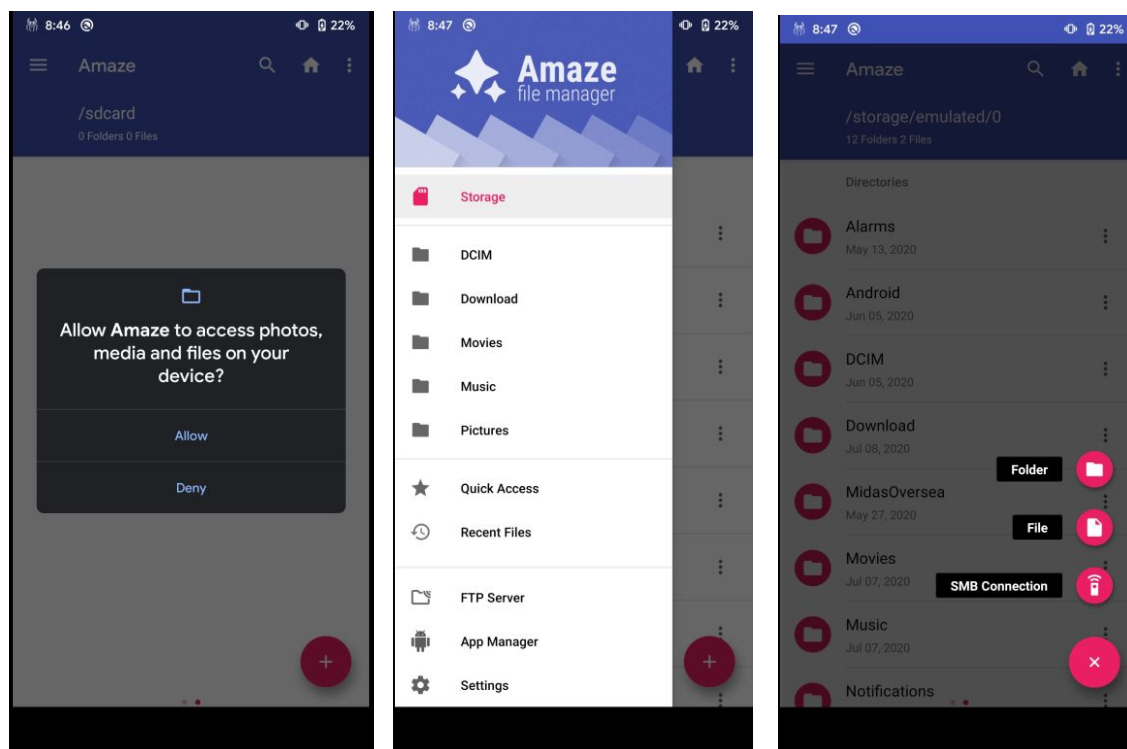 8:46
22%
Amaze
/sdcard
0 Folders 0 Files
Allow Amaze to access photos,
media and files on your
device?
Allow
Deny
8:47
22%
Amaze
file manager
Storage
DCIM
Download
Movies
Music
Pictures
Quick Access
Recent Files
FTP Server
App Manager
Settings
8:47
22%
Amaze
/storage/emulated/0
12 Folders 2 Files
Directories
Alarms
May 13, 2020
Android
Jun 05, 2020
DCIM
Jun 05, 2020
Download
Jul 08, 2020
Folder
MidasOversea
May 27, 2020
File
Movies
Jul 07, 2020
SMB Connection
Music
Jul 07, 2020
Notifications